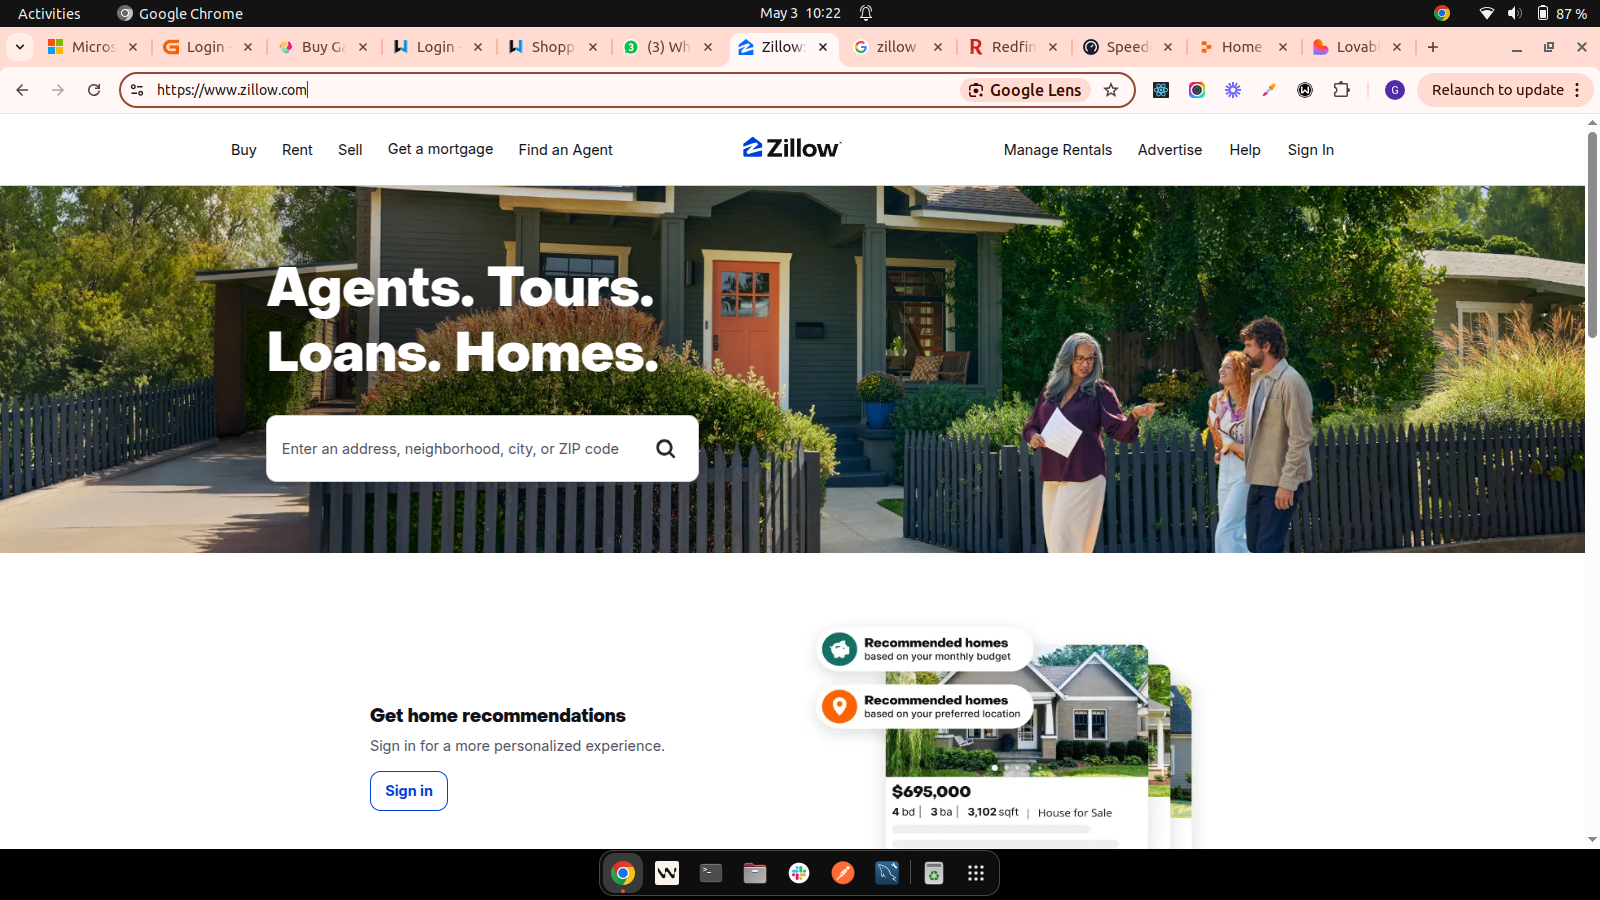 Activities
Google Chrome
May 3 10:22
87 %
Micros
Login
Buy Ga
Login
Shopp
(3) Wh
Zillow:
zillow
Redfin
Speed
Home
Lovabl
https://www.zillow.com
Google Lens
G
Relaunch to update
Buy
Rent
Sell
Get a mortgage
Find an Agent
Zillow
Manage Rentals
Advertise
Help
Sign In
Agents. Tours.
Loans. Homes.
Enter an address, neighborhood, city, or ZIP code
Get home recommendations
Sign in for a more personalized experience.
Sign in
Recommended homes
based on your monthly budget
Recommended homes
based on your preferred location
$695,000
4 bd | 3 ba | 3,102 sqft | House for Sale